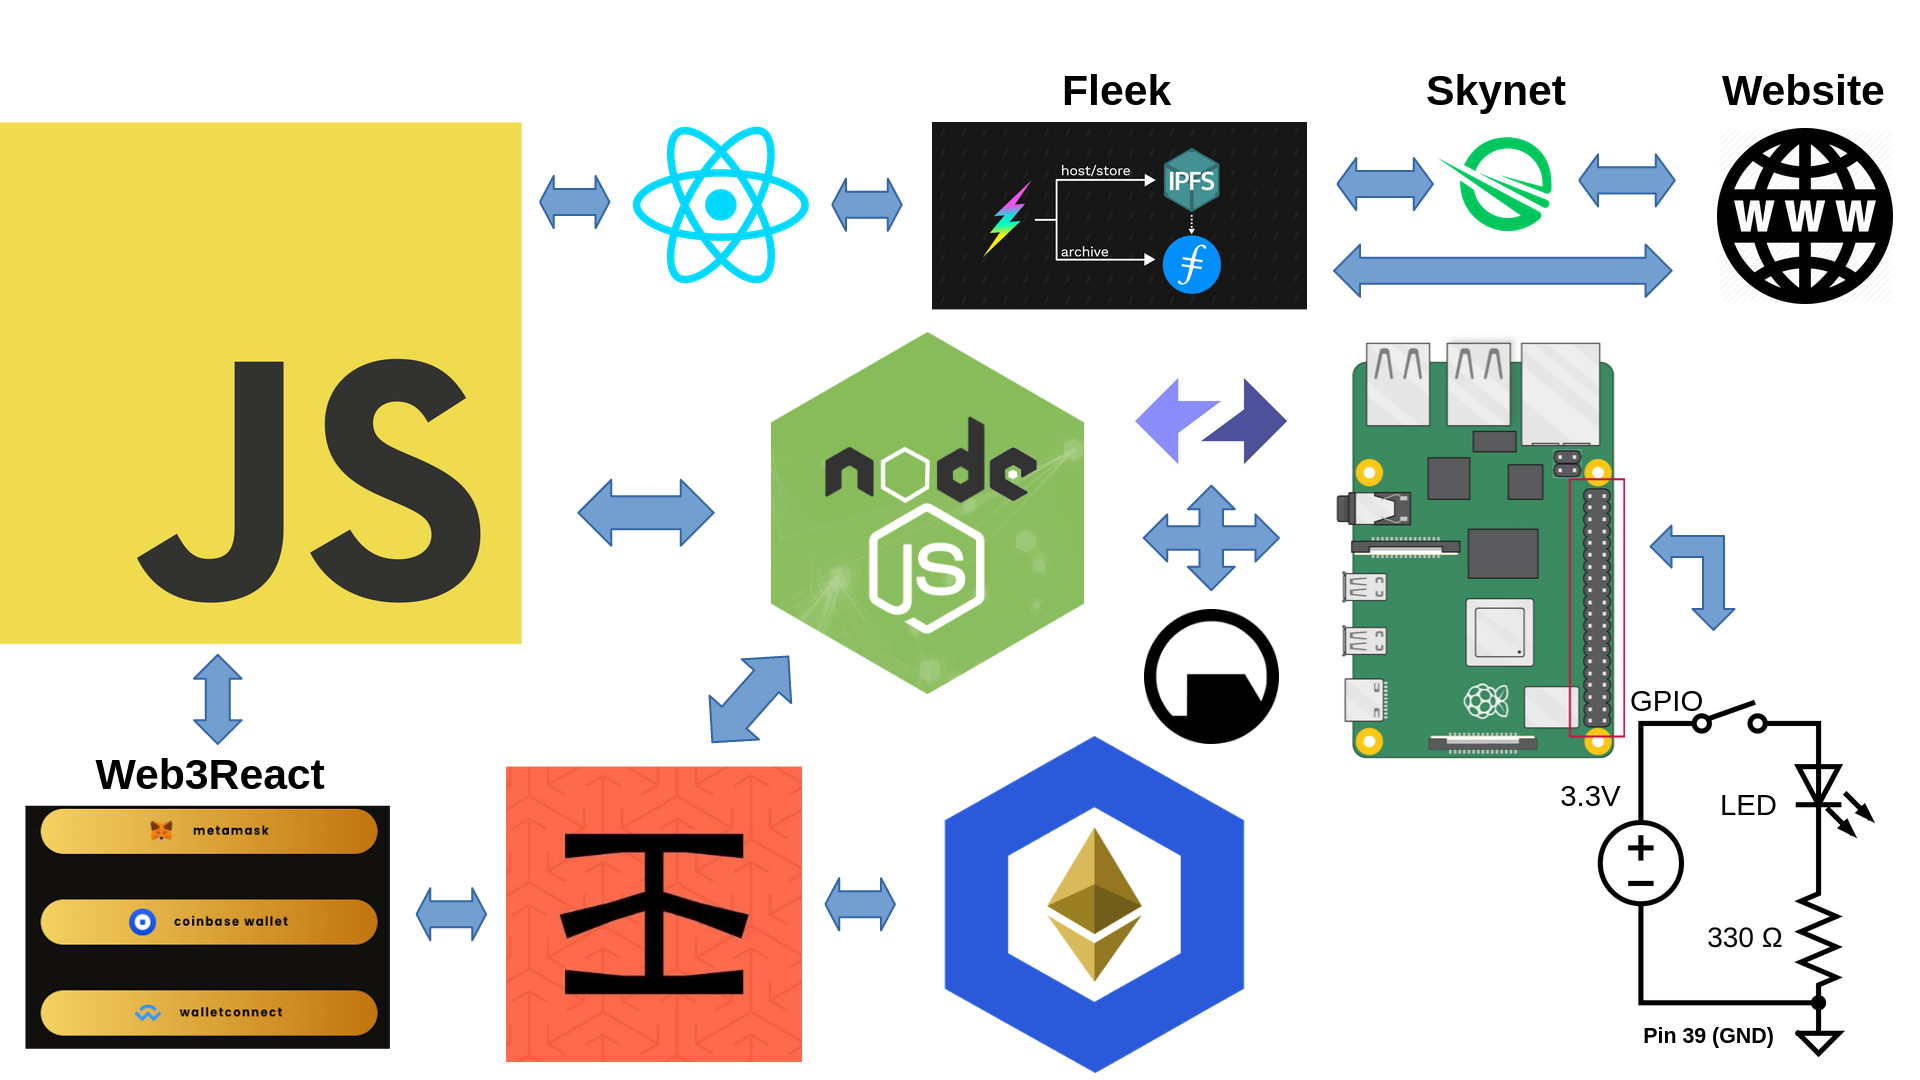 Fleek
Skynet
Website
host/store
IPFS
archive
WWW
JS
node
JS
GPIO
Web3React
metamask
coinbase wallet
walletconnect
3.3V
LED
330 Ω
Pin 39 (GND)